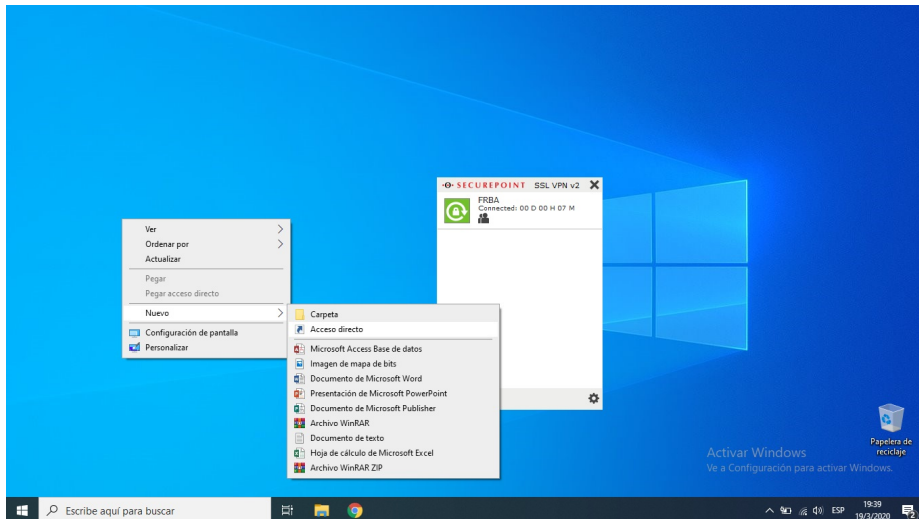 SECUREPOINT SSL VPN v2
FRBA
Connected: 00 D 00 H 07 M
Ver
Ordenar por
Actualizar
Pegar
Pegar acceso directo
Nuevo
Configuración de pantalla
Personalizar
Carpeta
Acceso directo
Microsoft Access Base de datos
Imagen de mapa de bits
Documento de Microsoft Word
Presentación de Microsoft PowerPoint
Documento de Microsoft Publisher
Archivo WinRAR
Documento de texto
Hoja de cálculo de Microsoft Excel
Archivo WinRAR ZIP
Papelera de
reciclaje
Activar Windows
Ve a Configuración para activar Windows.
Escribe aquí para buscar
ESP
19:39
19/3/2020
2